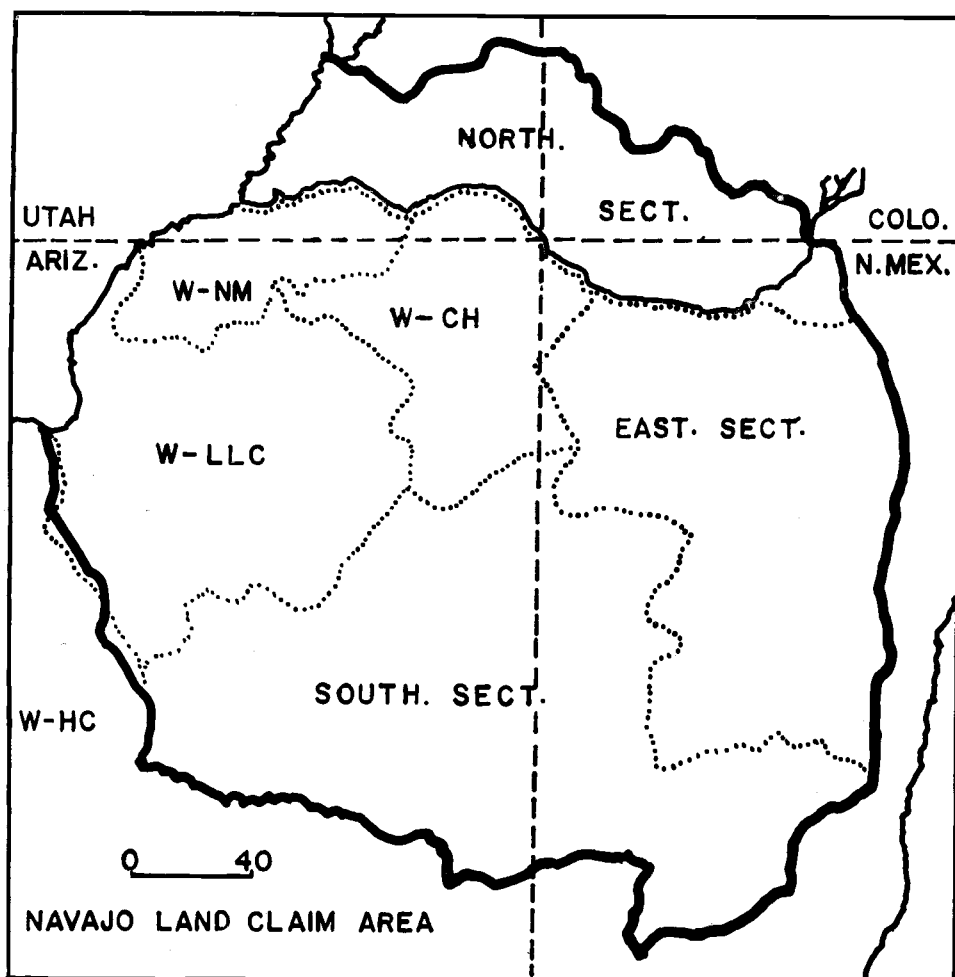 NORTH.
UTAH
SECT.
COLO.
ARIZ.
N. MEX.
W-NM
W-CH
EAST. SECT.
W-LLC
SOUTH. SECT.
W-HC
0 40
NAVAJO LAND CLAIM AREA